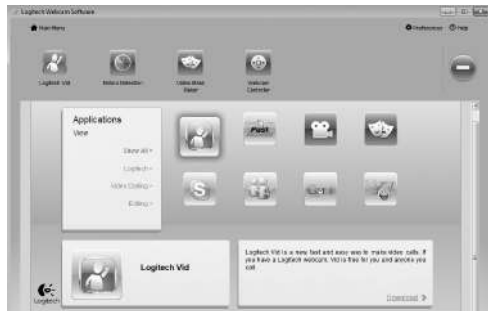 Logitech Webcam Software
Main Menu
Preferences
Help
Logitech Vid
Motion Detection
Video Mask
Maker
Webcam
Controller
Applications
View
Show All >
Logitech >
Video Calling >
Editing >
Logitech Vid
Logitech Vid is a new fast and easy way to make video calls. If
you have a Logitech webcam, Vid is free for you and anyone you
call
Download >
Logitech